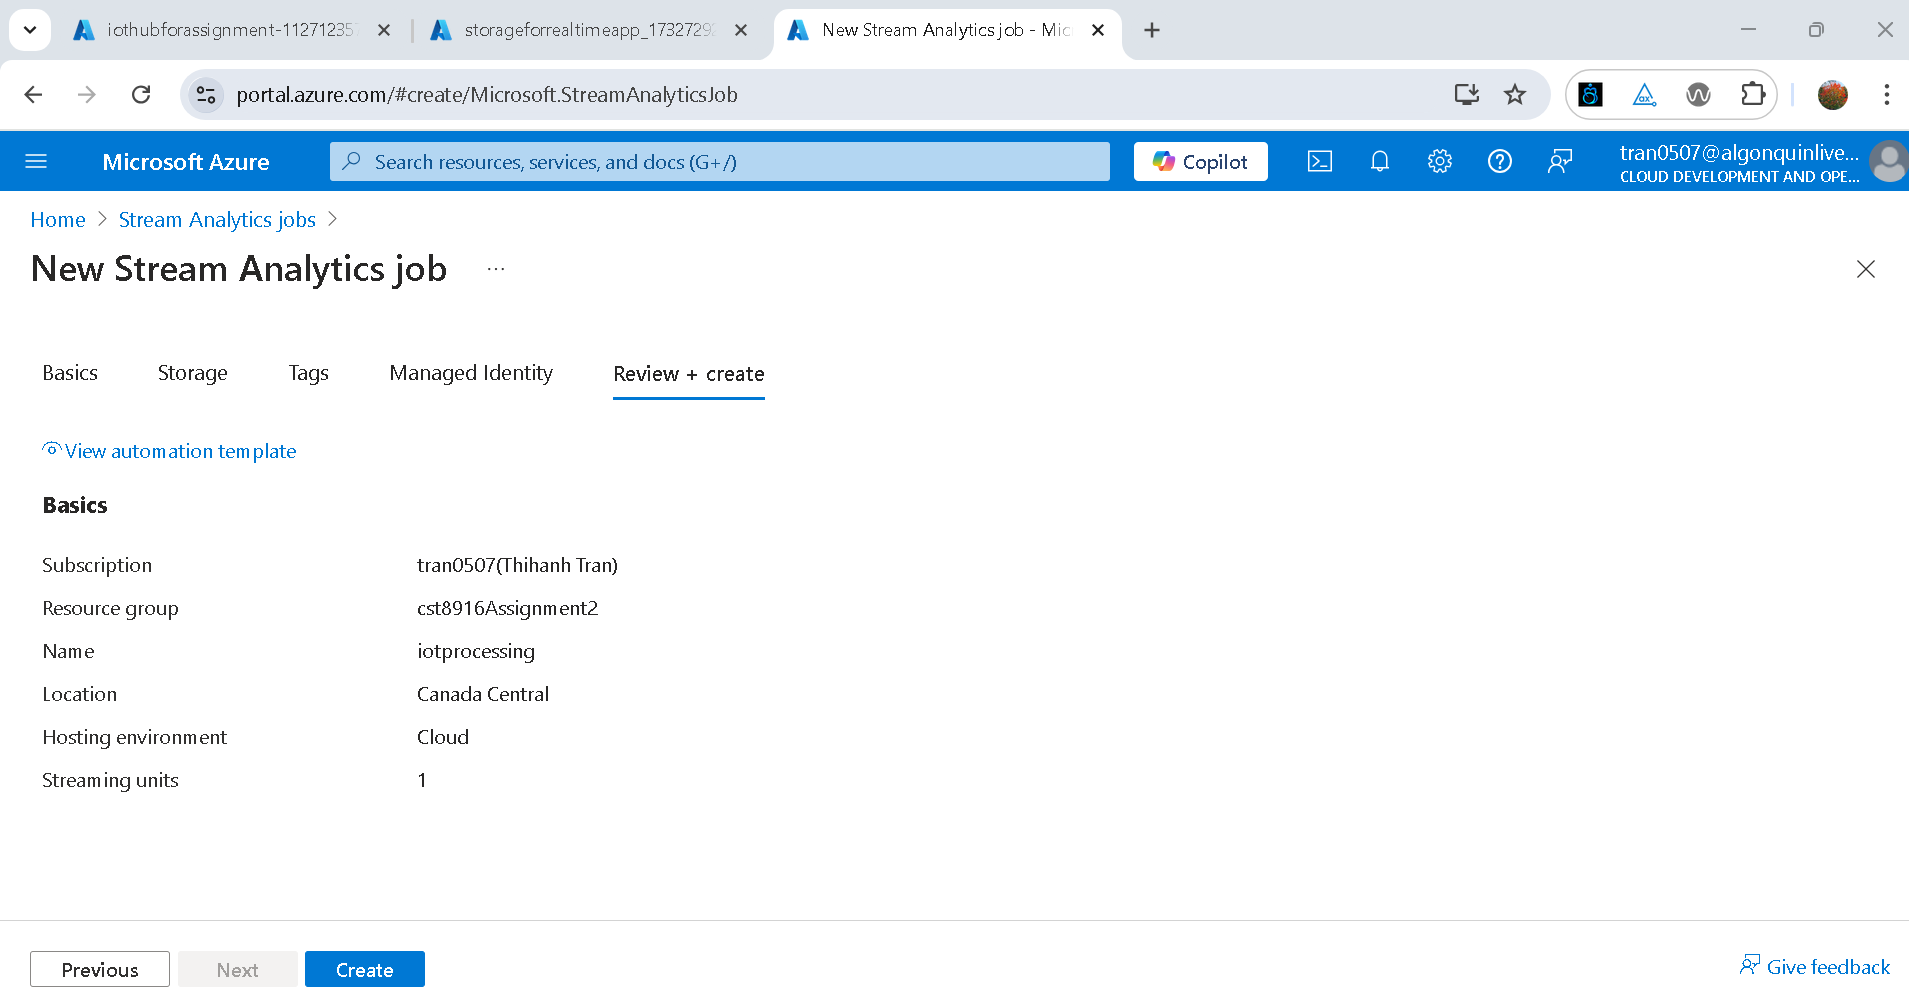 iothubforassignment-112712357
storageforrealtimeapp_17327292
New Stream Analytics job - Mic
portal.azure.com/#create/Microsoft.StreamAnalyticsJob
Microsoft Azure
Search resources, services, and docs (G+/)
Copilot
tran0507@algonquinlive...
CLOUD DEVELOPMENT AND OPE...
Home > Stream Analytics jobs >
New Stream Analytics job ...
Basics Storage Tags Managed Identity Review + create
View automation template
Basics
Subscription tran0507(Thihanh Tran)
Resource group cst8916Assignment2
Name iotprocessing
Location Canada Central
Hosting environment Cloud
Streaming units 1
Previous Next Create
Give feedback